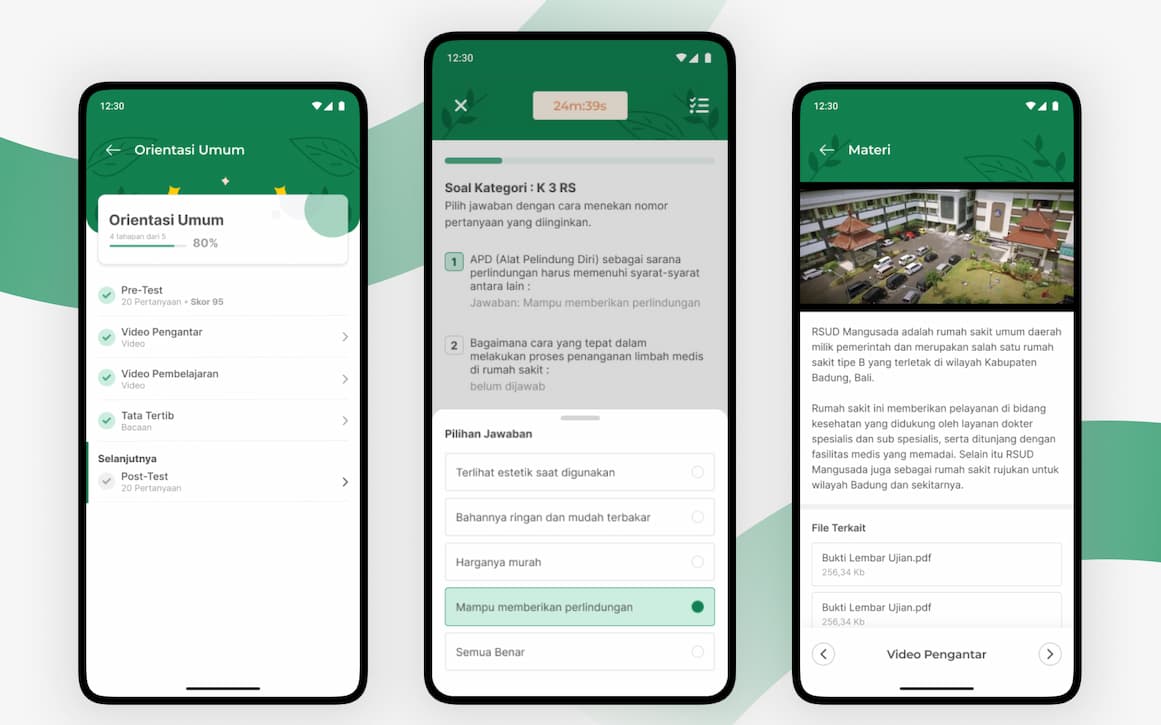 12:30
Orientasi Umum
Orientasi Umum
4 tahapan dari 5
80%
Pre-Test
20 Pertanyaan • Skor 95
Video Pengantar
Video
Video Pembelajaran
Video
Tata Tertib
Bacaan
Selanjutnya
Post-Test
20 Pertanyaan
12:30
24m:39s
Soal Kategori : K 3 RS
Pilih jawaban dengan cara menekan nomor
pertanyaan yang diinginkan.
1
APD (Alat Pelindung Diri) sebagai sarana
perlindungan harus memenuhi syarat-syarat
antara lain :
Jawaban: Mampu memberikan perlindungan
2
Bagaimana cara yang tepat dalam
melakukan proses penanganan limbah medis
di rumah sakit :
belum dijawab
Pilihan Jawaban
Terlihat estetik saat digunakan
Bahannya ringan dan mudah terbakar
Harganya murah
Mampu memberikan perlindungan
Semua Benar
12:30
Materi
RSUD Mangusada adalah rumah sakit umum daerah
milik pemerintah dan merupakan salah satu rumah
sakit tipe B yang terletak di wilayah Kabupaten
Badung, Bali.
Rumah sakit ini memberikan pelayanan di bidang
kesehatan yang didukung oleh layanan dokter
spesialis dan sub spesialis, serta ditunjang dengan
fasilitas medis yang memadai. Selain itu RSUD
Mangusada juga sebagai rumah sakit rujukan untuk
wilayah Badung dan sekitarnya.
File Terkait
Bukti Lembar Ujian.pdf
256,34 Kb
Bukti Lembar Ujian.pdf
256,34 Kb
Video Pengantar